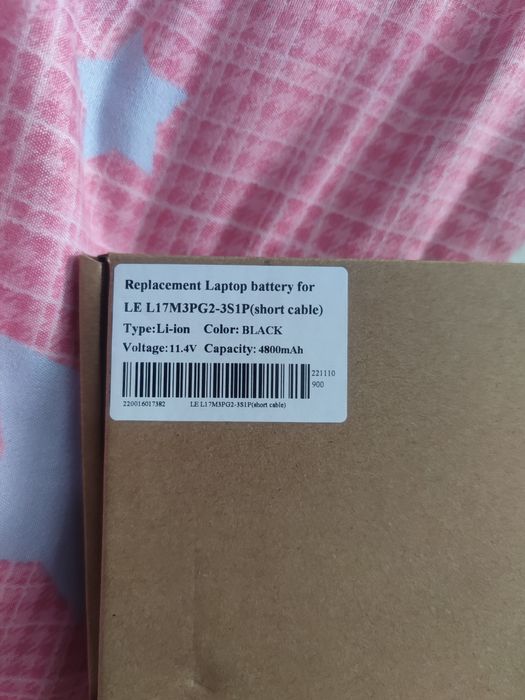 Replacement Laptop battery for
LE L17M3PG2-3S1P(short cable)
Type:Li-ion Color: BLACK
Voltage: 11.4V Capacity: 4800mAh
221110
900
220016017382 LE L17M3PG2-3S1P(short cable)